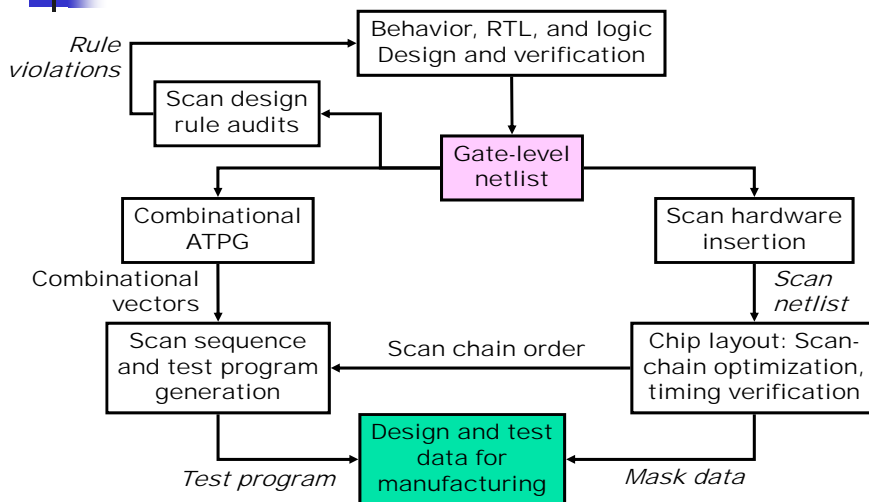 Behavior, RTL, and logic
Design and verification
Rule
violations
Scan design
rule audits
Gate-level
netlist
Combinational
ATPG
Scan hardware
insertion
Combinational
vectors
Scan
netlist
Scan sequence
and test program
generation
Scan chain order
Chip layout: Scan-
chain optimization,
timing verification
Design and test
data for
manufacturing
Test program
Mask data